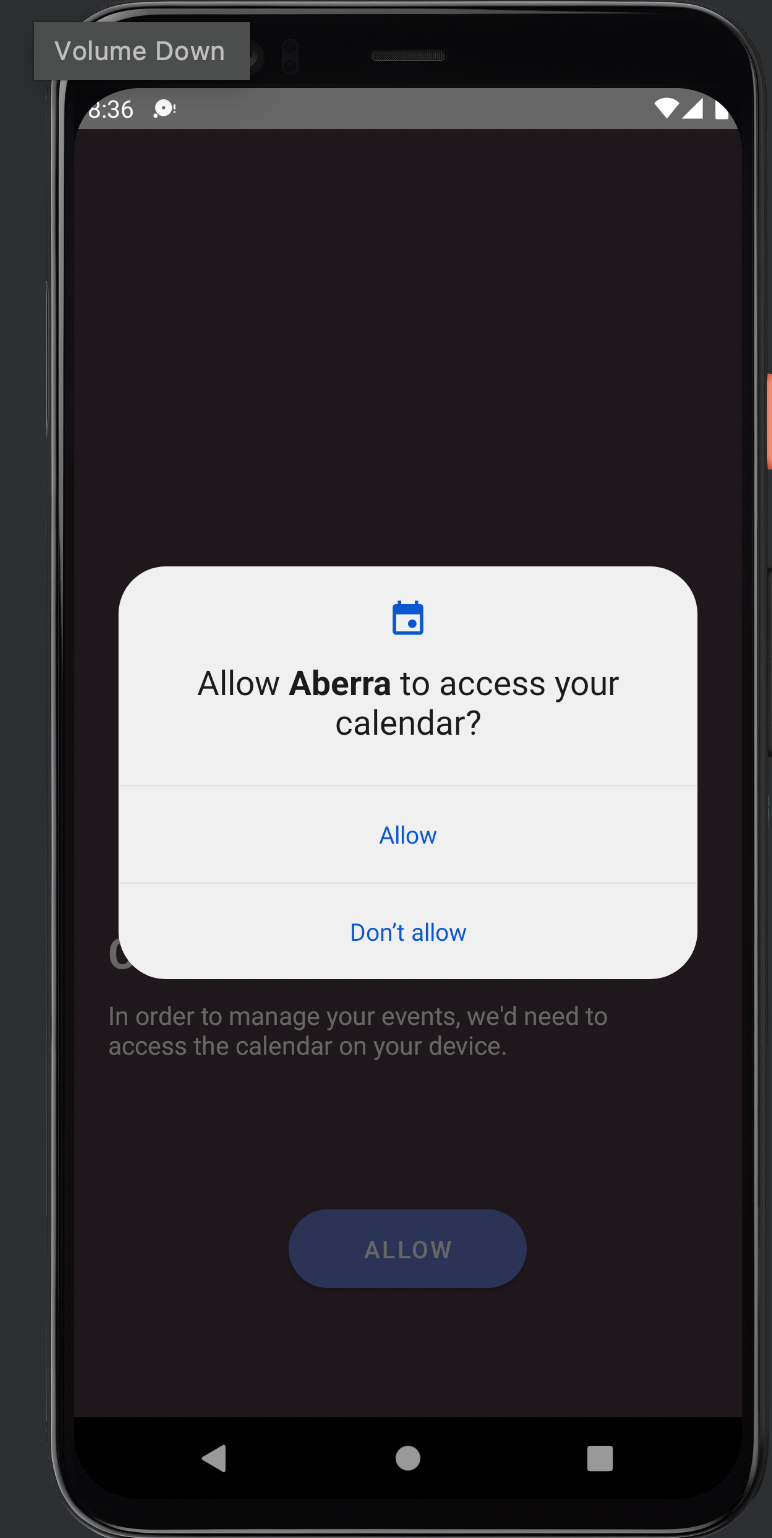 Volume Down
8:36
Allow Aberra to access your
calendar?
Allow
Don’t allow
In order to manage your events, we'd need to
access the calendar on your device.
ALLOW